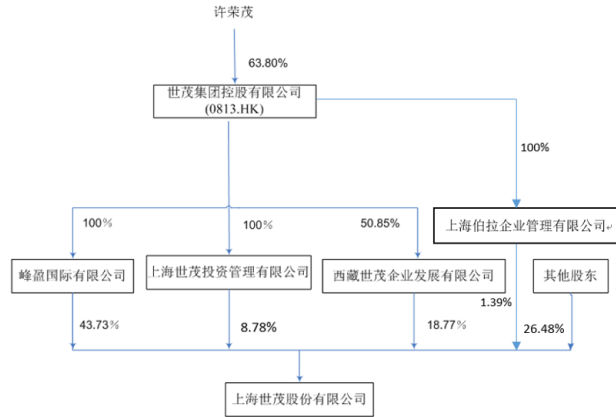 许荣茂
63.80%
世茂集团控股有限公司
(0813.HK)
100%
100%
100%
50.85%
上海伯拉企业管理有限公司
峰盈国际有限公司
上海世茂投资管理有限公司
西藏世茂企业发展有限公司
其他股东
1.39%
43.73%
8.78%
18.77%
26.48%
上海世茂股份有限公司